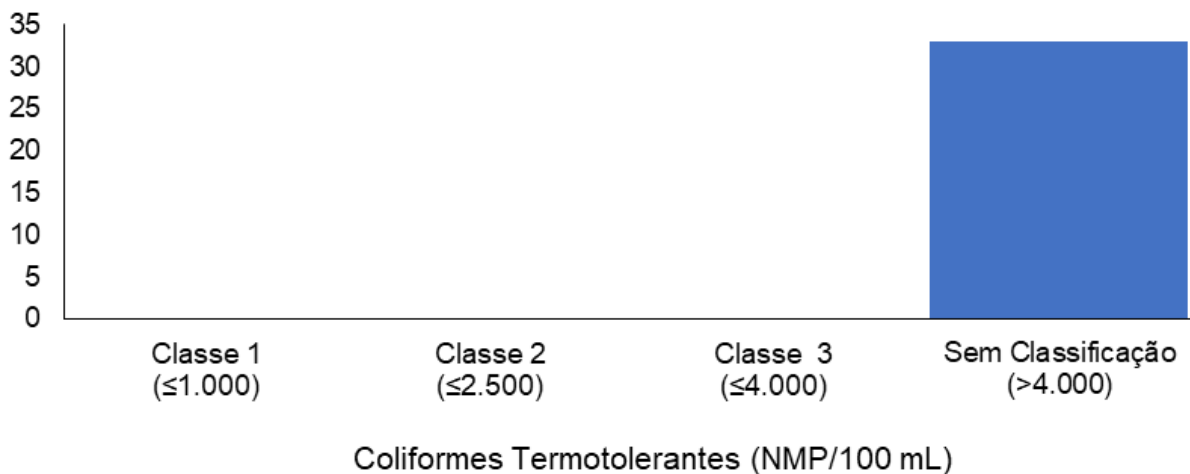 35
30
25
20
15
10
5
0
Classe 1
(≤1.000)
Classe 2
(≤2.500)
Classe 3
(≤4.000)
Sem Classificação
(>4.000)
Coliformes Termotolerantes (NMP/100 mL)